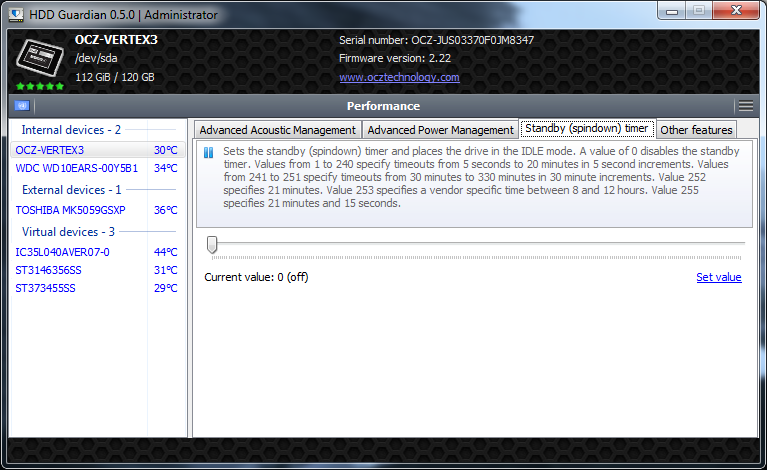 HDD Guardian 0.5.0 | Administrator
OCZ-VERTEX3
/dev/sda
112 GiB / 120 GB
Serial number: OCZ-JUS03370F0JM8347
Firmware version: 2.22
www.ocztechnology.com
Performance
Internal devices - 2
OCZ-VERTEX3 30°C
WDC WD10EARS-00Y5B1 34°C
External devices - 1
TOSHIBA MK5059GSXP 36°C
Virtual devices - 3
IC35L040AVER07-0 44°C
ST3146356SS 31°C
ST373455SS 29°C
Advanced Acoustic Management Advanced Power Management Standby (spindown) timer Other features
Sets the standby (spindown) timer and places the drive in the IDLE mode. A value of 0 disables the standby
timer. Values from 1 to 240 specify timeouts from 5 seconds to 20 minutes in 5 second increments. Values
from 241 to 251 specify timeouts from 30 minutes to 330 minutes in 30 minute increments. Value 252
specifies 21 minutes. Value 253 specifies a vendor specific time between 8 and 12 hours. Value 255
specifies 21 minutes and 15 seconds.
Current value: 0 (off) Set value